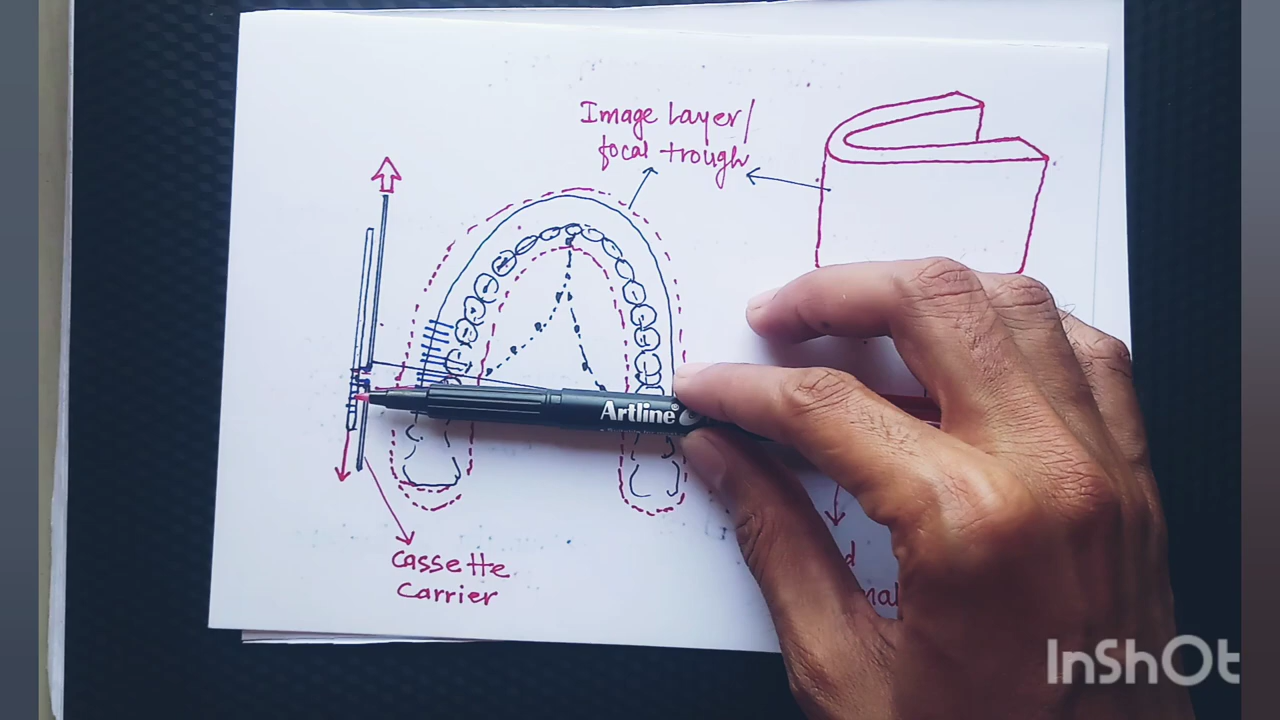 Image Layer/
focal trough
Artline
Cassette
Carrier
InShOt